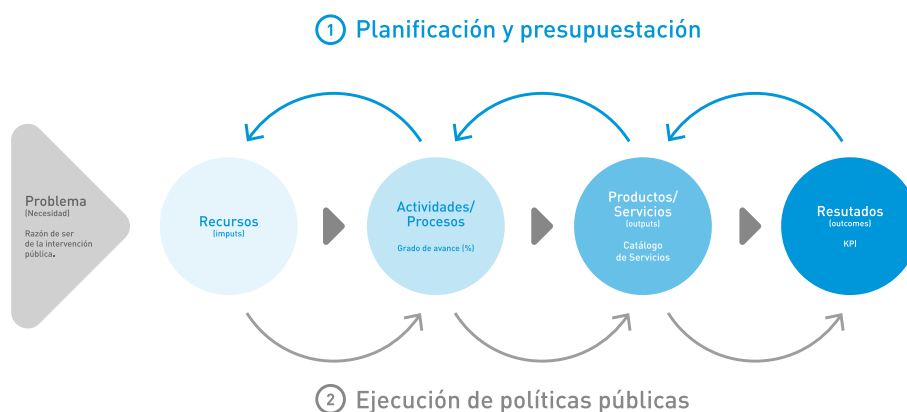 1 Planificación y presupuestación
Problema
(Necesidad)
Razón de ser
de la intervención
pública.
Recursos
(imputs)
Actividades/
Procesos
Grado de avance (%)
Productos/
Servicios
(outputs)
Catálogo
de Servicios
Resutados
(outcomes)
KPI
2 Ejecución de políticas públicas